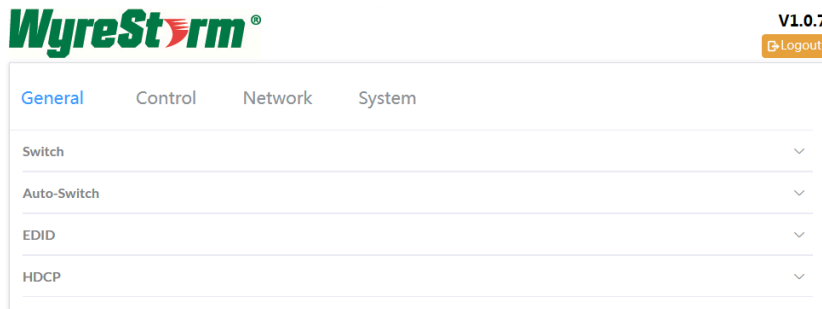 WyreStorm®
V1.0.7
Logout
General Control Network System
Switch
Auto-Switch
EDID
HDCP